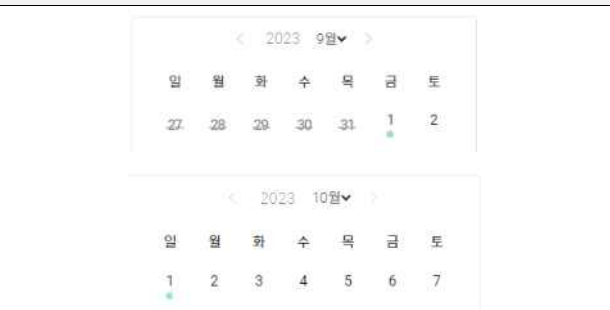 < 2023 9월 >
일 월 화 수 목 금 토
27 28 29 30 31 1 2
< 2023 10월 >
일 월 화 수 목 금 토
1 2 3 4 5 6 7